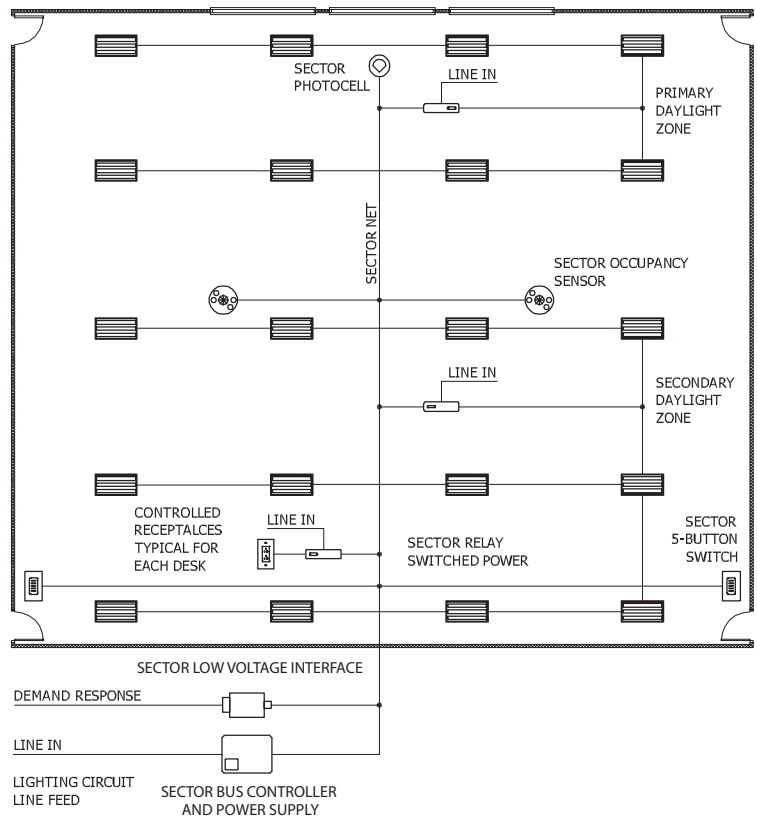 SECTOR
PHOTOCELL
LINE IN
PRIMARY
DAYLIGHT
ZONE
SECTOR NET
SECTOR OCCUPANCY
SENSOR
LINE IN
SECONDARY
DAYLIGHT
ZONE
CONTROLLED
RECEPTALCES
TYPICAL FOR
EACH DESK
LINE IN
SECTOR RELAY
SWITCHED POWER
SECTOR
5-BUTTON
SWITCH
SECTOR LOW VOLTAGE INTERFACE
DEMAND RESPONSE
LINE IN
LIGHTING CIRCUIT
LINE FEED
SECTOR BUS CONTROLLER
AND POWER SUPPLY